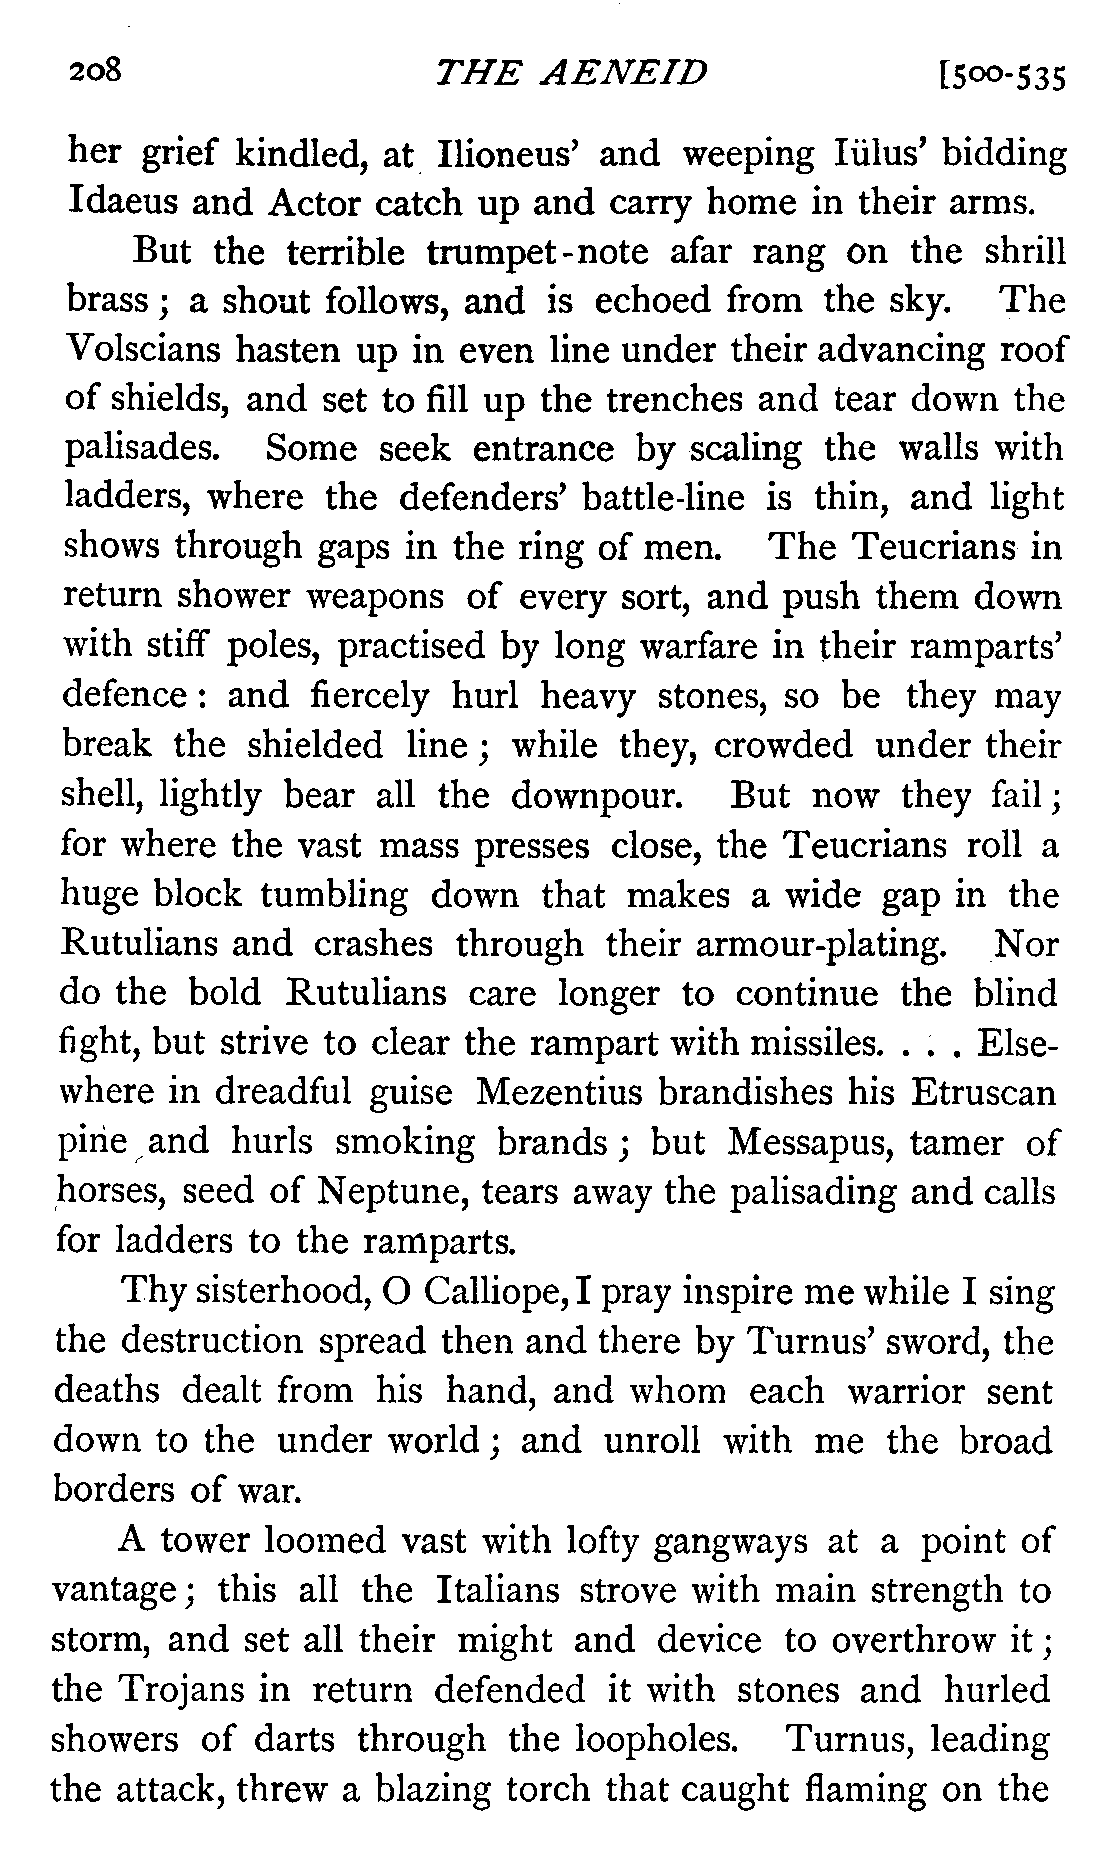 208 THE AENEID [500-535
her grief kindled, at Ilioneus' and weeping Iülus' bidding
Idaeus and Actor catch up and carry home in their arms.
But the terrible trumpet-note afar rang on the shrill
brass ; a shout follows, and is echoed from the sky. The
Volscians hasten up in even line under their advancing roof
of shields, and set to fill up the trenches and tear down the
palisades. Some seek entrance by scaling the walls with
ladders, where the defenders' battle-line is thin, and light
shows through gaps in the ring of men. The Teucrians in
return shower weapons of every sort, and push them down
with stiff poles, practised by long warfare in their ramparts'
defence : and fiercely hurl heavy stones, so be they may
break the shielded line ; while they, crowded under their
shell, lightly bear all the downpour. But now they fail ;
for where the vast mass presses close, the Teucrians roll a
huge block tumbling down that makes a wide gap in the
Rutulians and crashes through their armour-plating. Nor
do the bold Rutulians care longer to continue the blind
fight, but strive to clear the rampart with missiles. . . . Else-
where in dreadful guise Mezentius brandishes his Etruscan
pine and hurls smoking brands ; but Messapus, tamer of
horses, seed of Neptune, tears away the palisading and calls
for ladders to the ramparts.
Thy sisterhood, O Calliope, I pray inspire me while I sing
the destruction spread then and there by Turnus' sword, the
deaths dealt from his hand, and whom each warrior sent
down to the under world ; and unroll with me the broad
borders of war.
A tower loomed vast with lofty gangways at a point of
vantage ; this all the Italians strove with main strength to
storm, and set all their might and device to overthrow it ;
the Trojans in return defended it with stones and hurled
showers of darts through the loopholes. Turnus, leading
the attack, threw a blazing torch that caught flaming on the